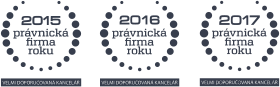 2015
právnická
firma
roku
VELMI DOPORUČOVANÁ KANCELÁŘ
2016
právnická
firma
roku
VELMI DOPORUČOVANÁ KANCELÁŘ
2017
právnická
firma
roku
VELMI DOPORUČOVANÁ KANCELÁŘ